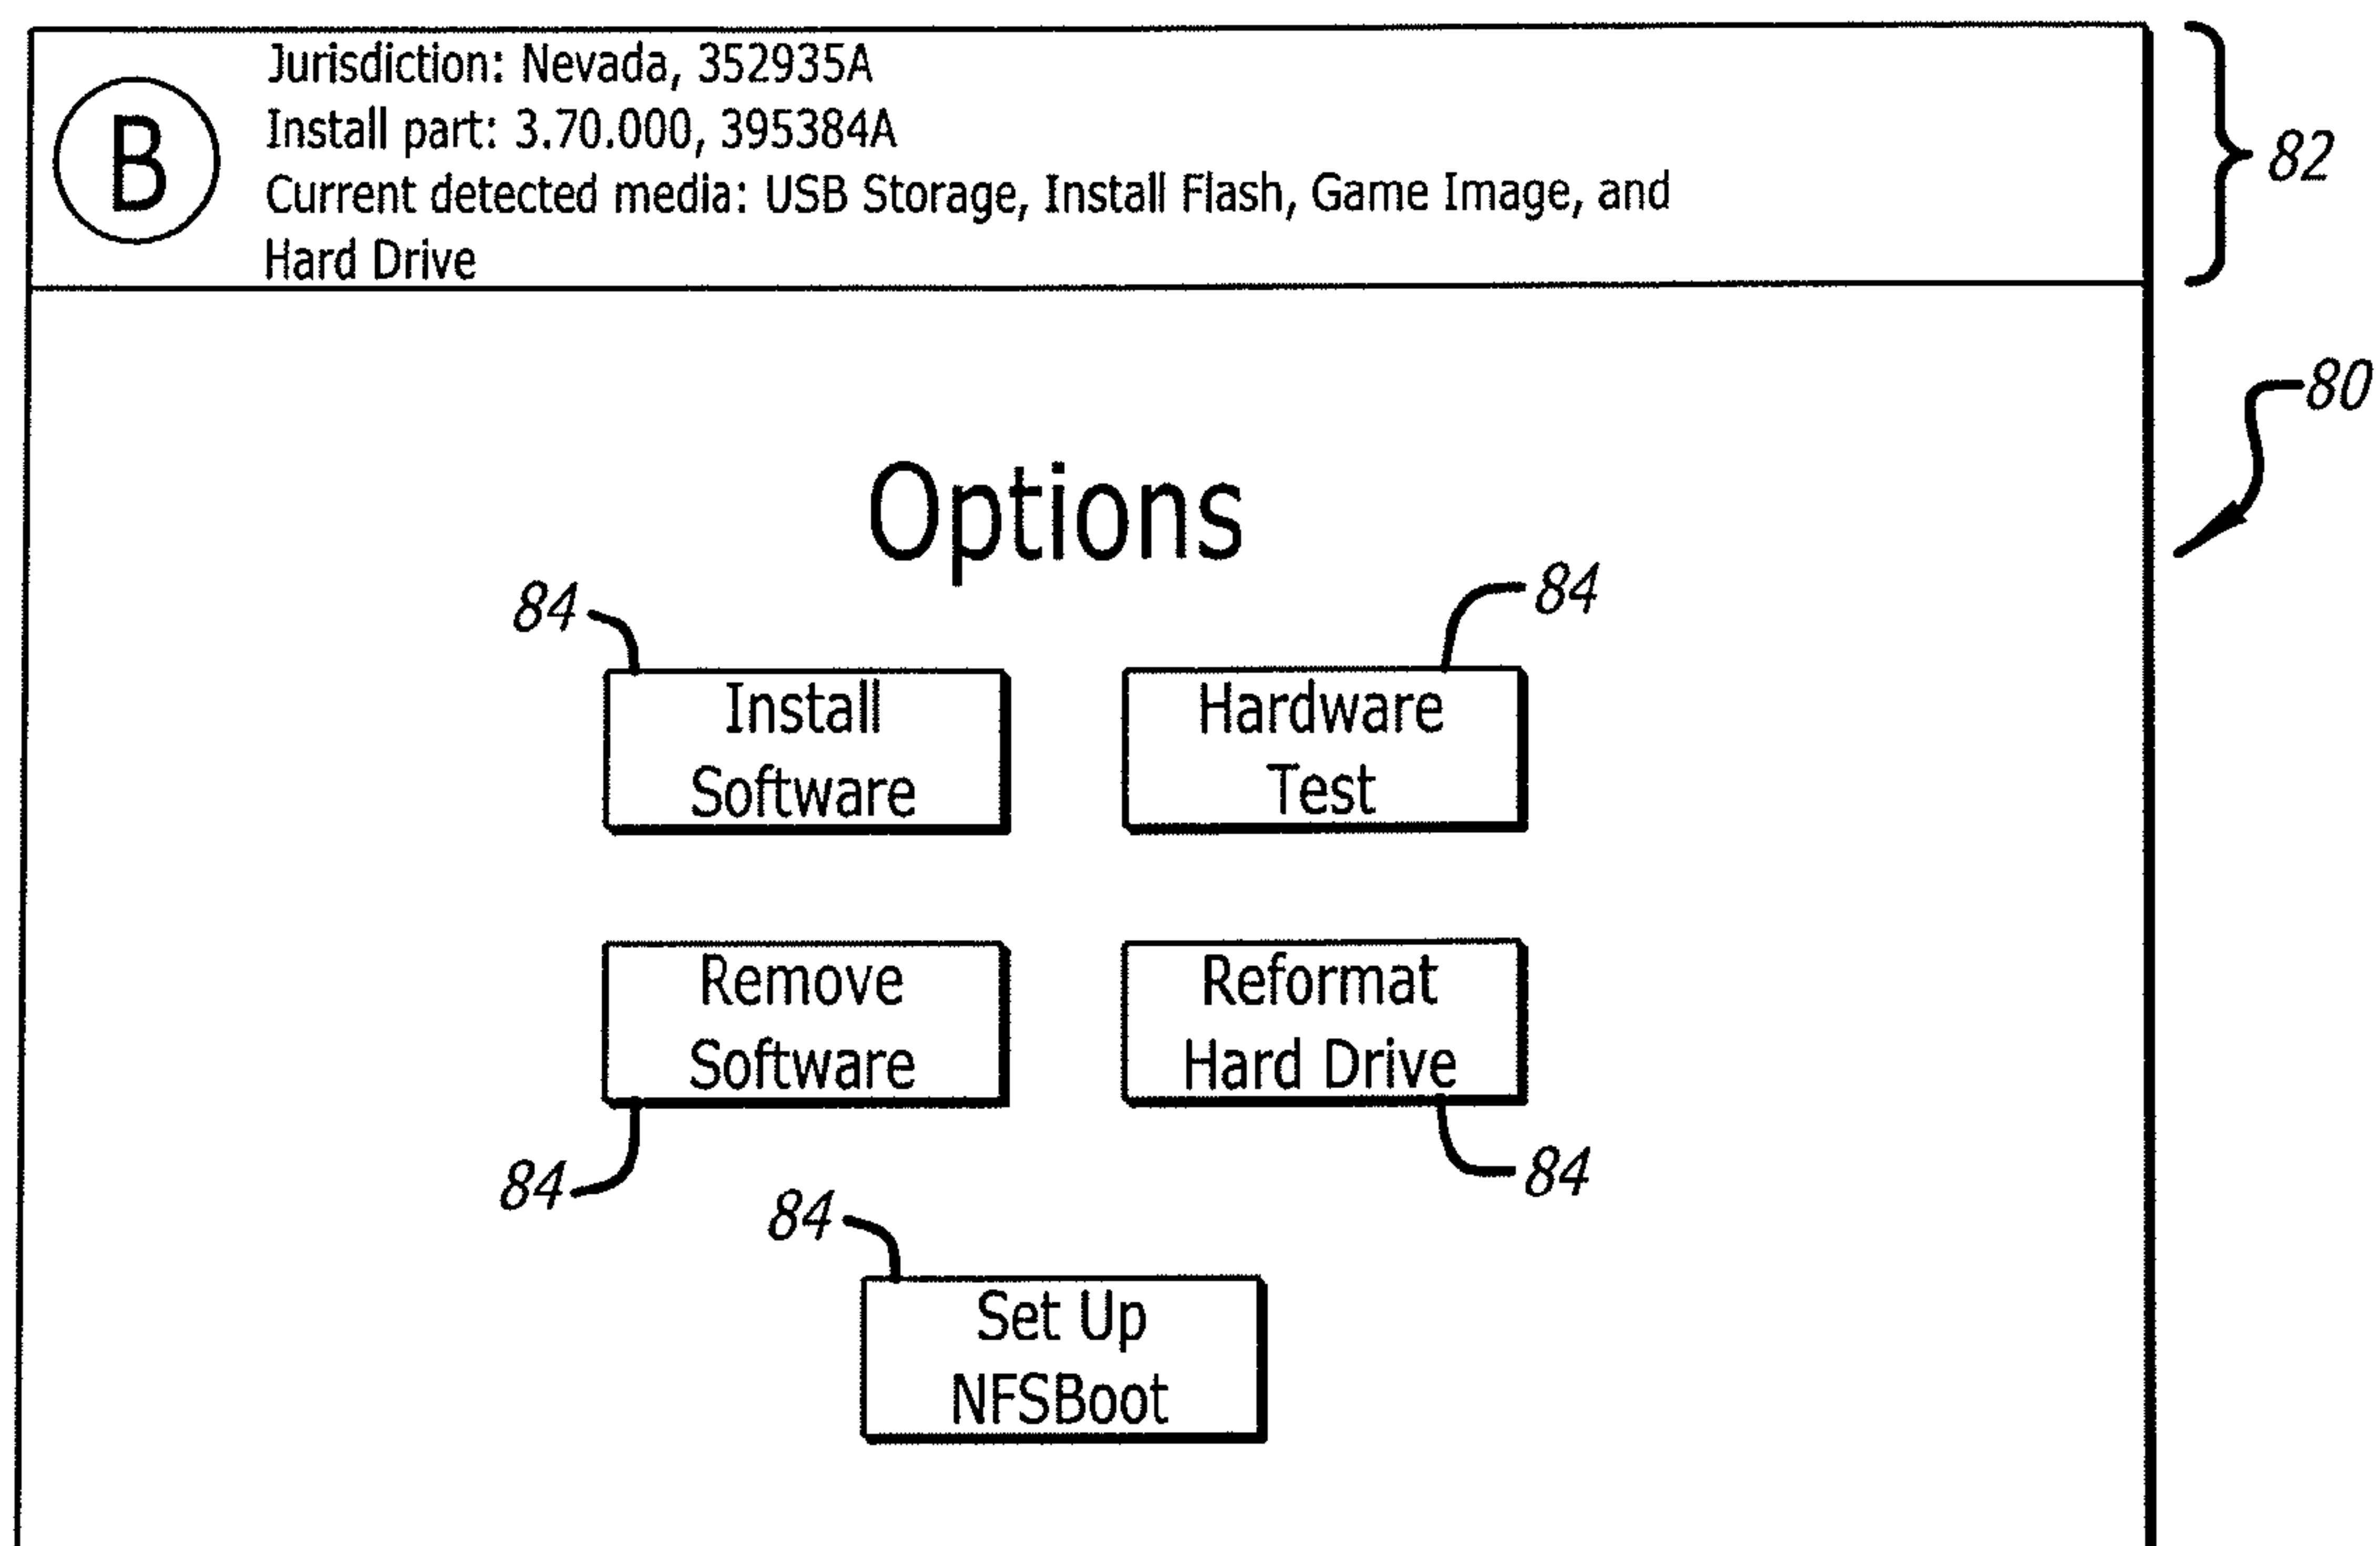 B
Jurisdiction: Nevada, 352935A
Install part: 3.70.000, 395384A
Current detected media: USB Storage, Install Flash, Game Image, and
Hard Drive
82
80
Options
84
84
Install
Software
Hardware
Test
Remove
Software
Reformat
Hard Drive
84
84
84
Set Up
NFSBoot